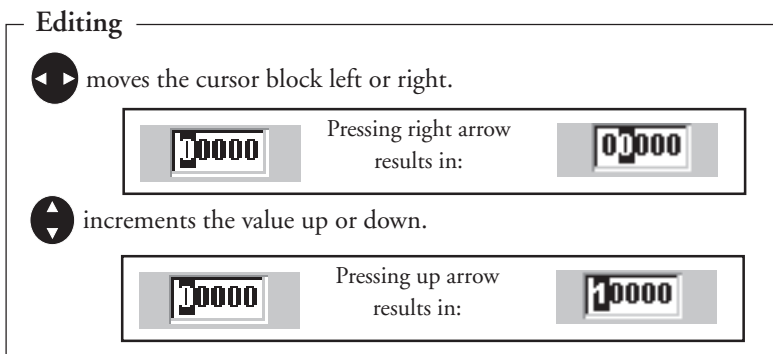 Editing
moves the cursor block left or right.
00000
Pressing right arrow
results in:
00000
increments the value up or down.
00000
Pressing up arrow
results in:
10000